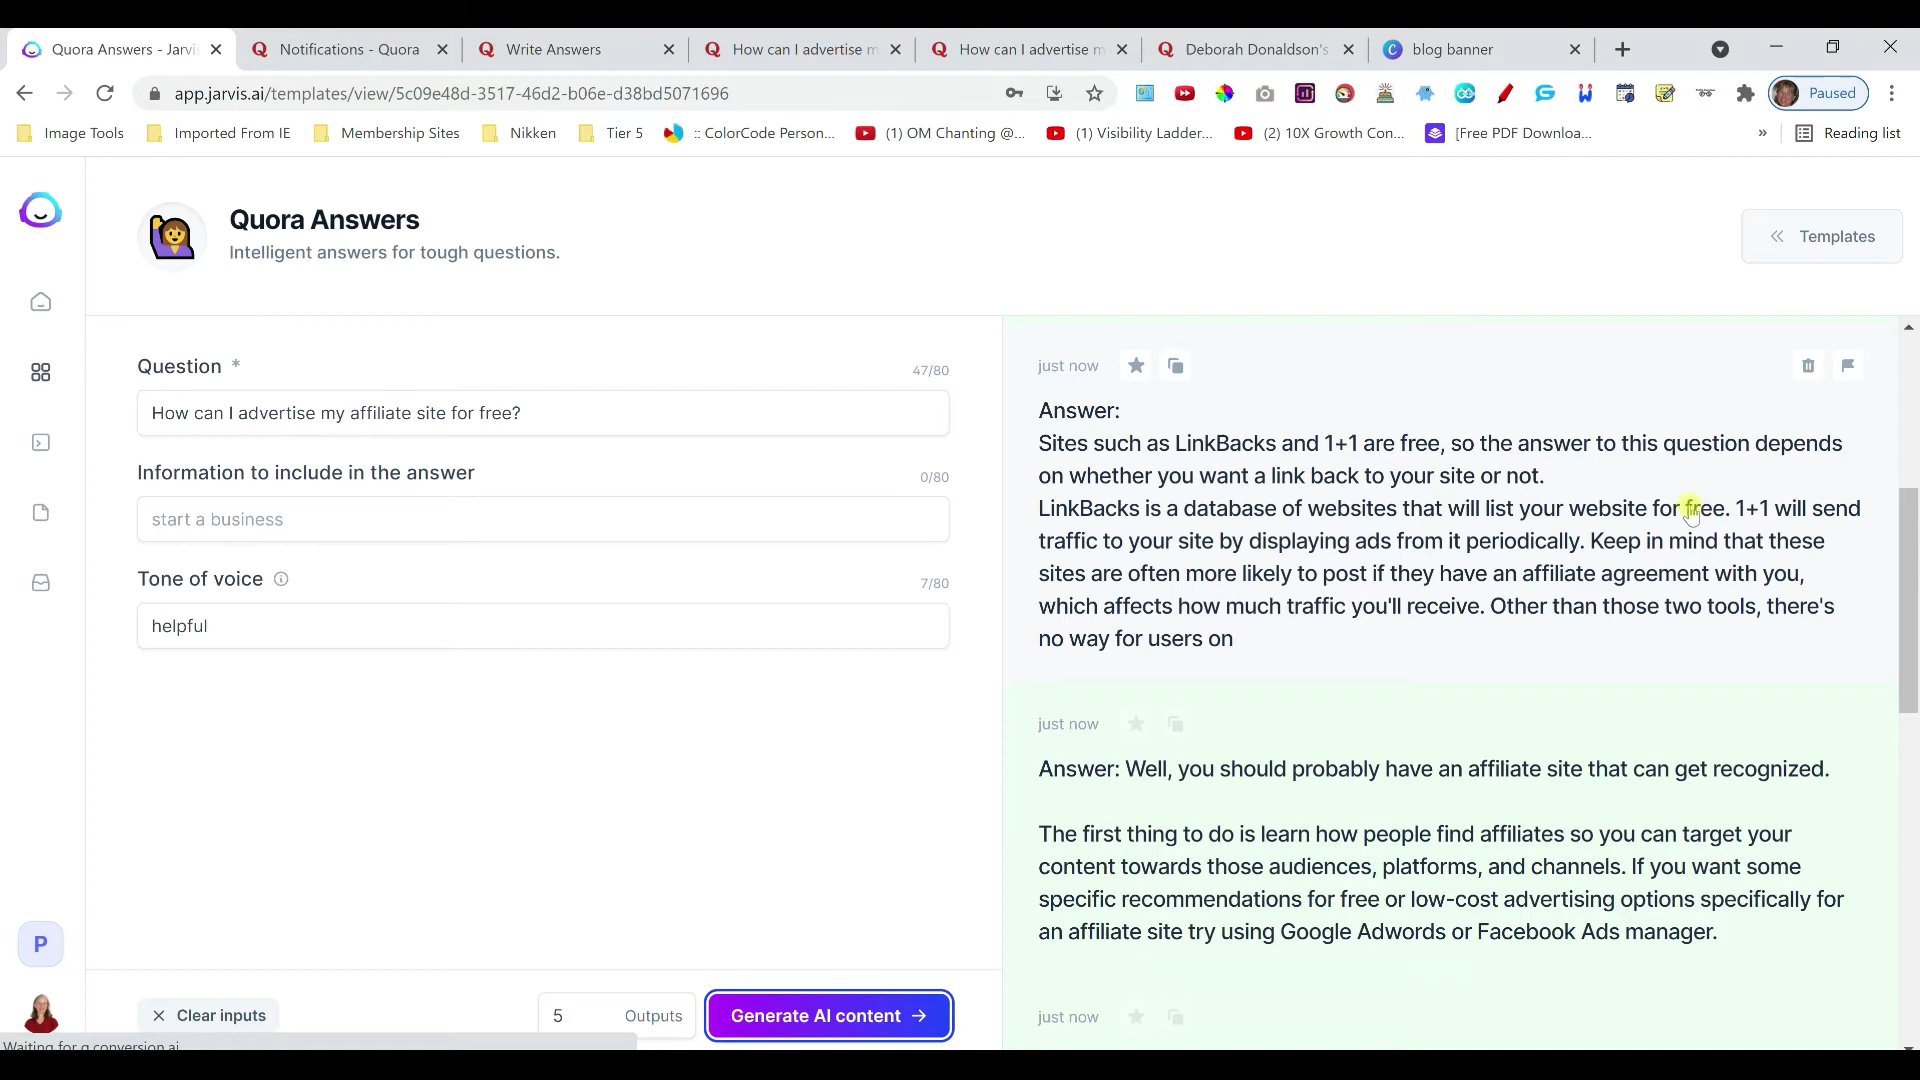 Quora Answers - Jarvis
Notifications - Quora
Write Answers
How can I advertise m
How can I advertise m
Deborah Donaldson's
blog banner
app.jarvis.ai/templates/view/5c09e48d-3517-46d2-b06e-d38bd5071696
Paused
Image Tools
Imported From IE
Membership Sites
Nikken
Tier 5
:: ColorCode Person...
(1) OM Chanting @...
(1) Visibility Ladder...
(2) 10X Growth Con...
[Free PDF Downloa...
»
Reading list
Quora Answers
Intelligent answers for tough questions.
Templates
Question *
47/80
How can I advertise my affiliate site for free?
Information to include in the answer
0/80
start a business
Tone of voice
7/80
helpful
Clear inputs
5 Outputs
Generate AI content →
P
Waiting for g.conversion.ai
just now
Answer:
Sites such as LinkBacks and 1+1 are free, so the answer to this question depends
on whether you want a link back to your site or not.
LinkBacks is a database of websites that will list your website for free. 1+1 will send
traffic to your site by displaying ads from it periodically. Keep in mind that these
sites are often more likely to post if they have an affiliate agreement with you,
which affects how much traffic you'll receive. Other than those two tools, there's
no way for users on
just now
Answer: Well, you should probably have an affiliate site that can get recognized.
The first thing to do is learn how people find affiliates so you can target your
content towards those audiences, platforms, and channels. If you want some
specific recommendations for free or low-cost advertising options specifically for
an affiliate site try using Google Adwords or Facebook Ads manager.
just now